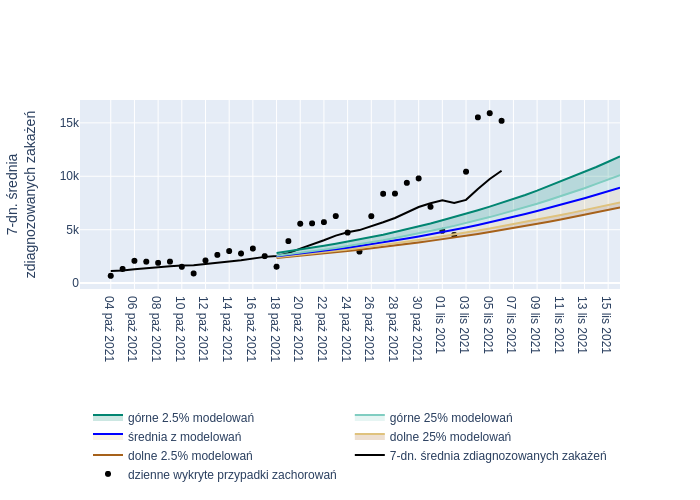 7-dn. średnia
zdiagnozowanych zakażeń
15k
10k
5k
0
04 paź 2021
06 paź 2021
08 paź 2021
10 paź 2021
12 paź 2021
14 paź 2021
16 paź 2021
18 paź 2021
20 paź 2021
22 paź 2021
24 paź 2021
26 paź 2021
28 paź 2021
30 paź 2021
01 lis 2021
03 lis 2021
05 lis 2021
07 lis 2021
09 lis 2021
11 lis 2021
13 lis 2021
15 lis 2021
górne 2.5% modelowań
górne 25% modelowań
średnia z modelowań
dolne 25% modelowań
dolne 2.5% modelowań
7-dn. średnia zdiagnozowanych zakażeń
dzienne wykryte przypadki zachorowań